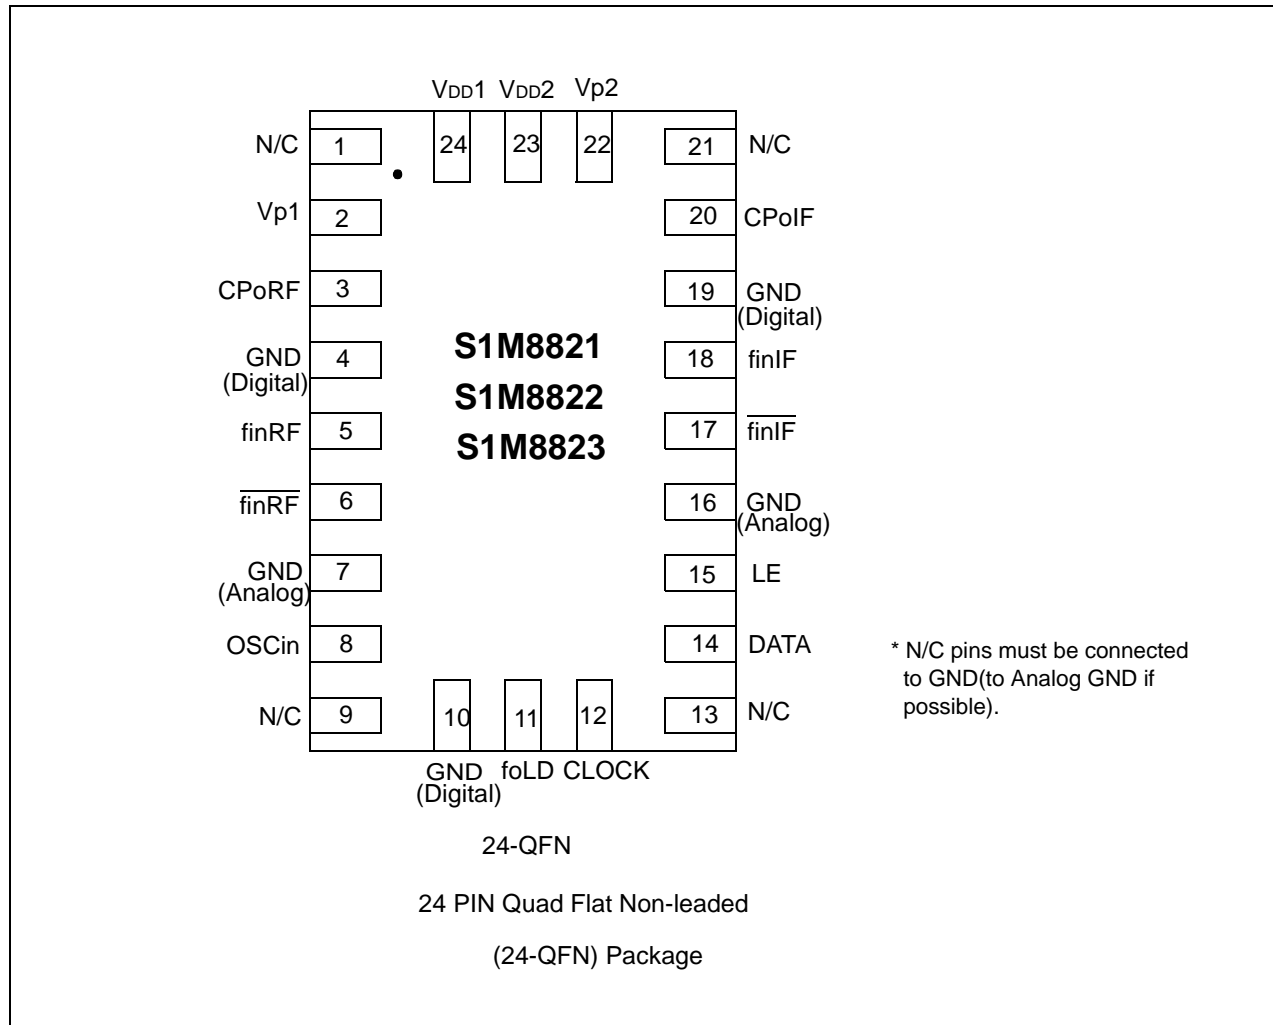 VDD1 VDD2 Vp2
N/C 1 24 23 22 21 N/C
Vp1 2 20 CPoIF
CPoRF 3 19 GND
(Digital)
GND 4 18 finIF
(Digital)
finRF 5 17 finIF
finRF 6 16 GND
(Analog)
GND 7 15 LE
(Analog)
OSCin 8 14 DATA
N/C 9 10 11 12 13 N/C
GND foLD CLOCK
(Digital)
S1M8821
S1M8822
S1M8823
* N/C pins must be connected
to GND(to Analog GND if
possible).
24-QFN
24 PIN Quad Flat Non-leaded
(24-QFN) Package